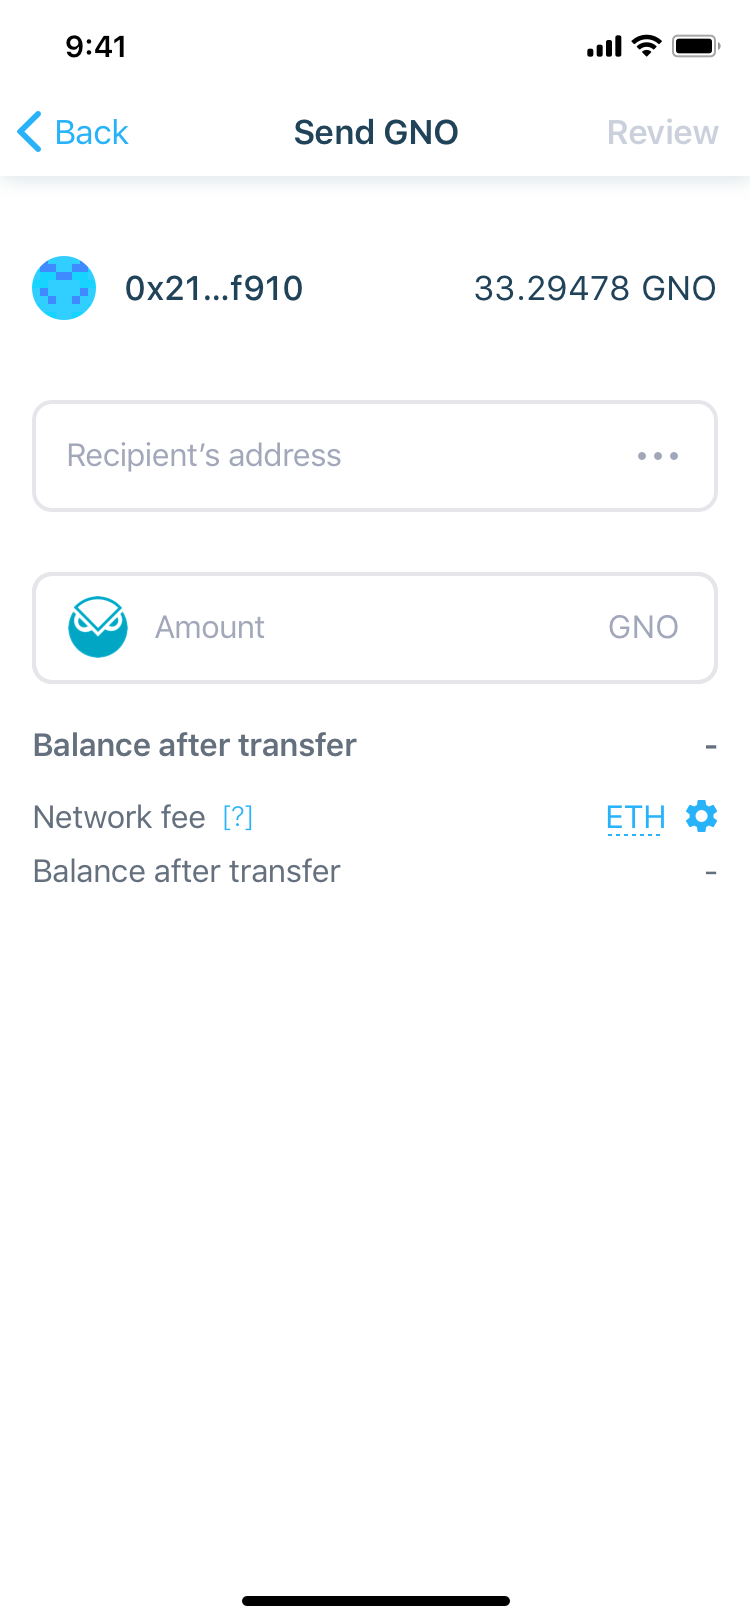 9:41
Back
Send GNO
Review
0x21...f910
33.29478 GNO
Recipient’s address
Amount
GNO
Balance after transfer
-
Network fee [?]
ETH
Balance after transfer
-